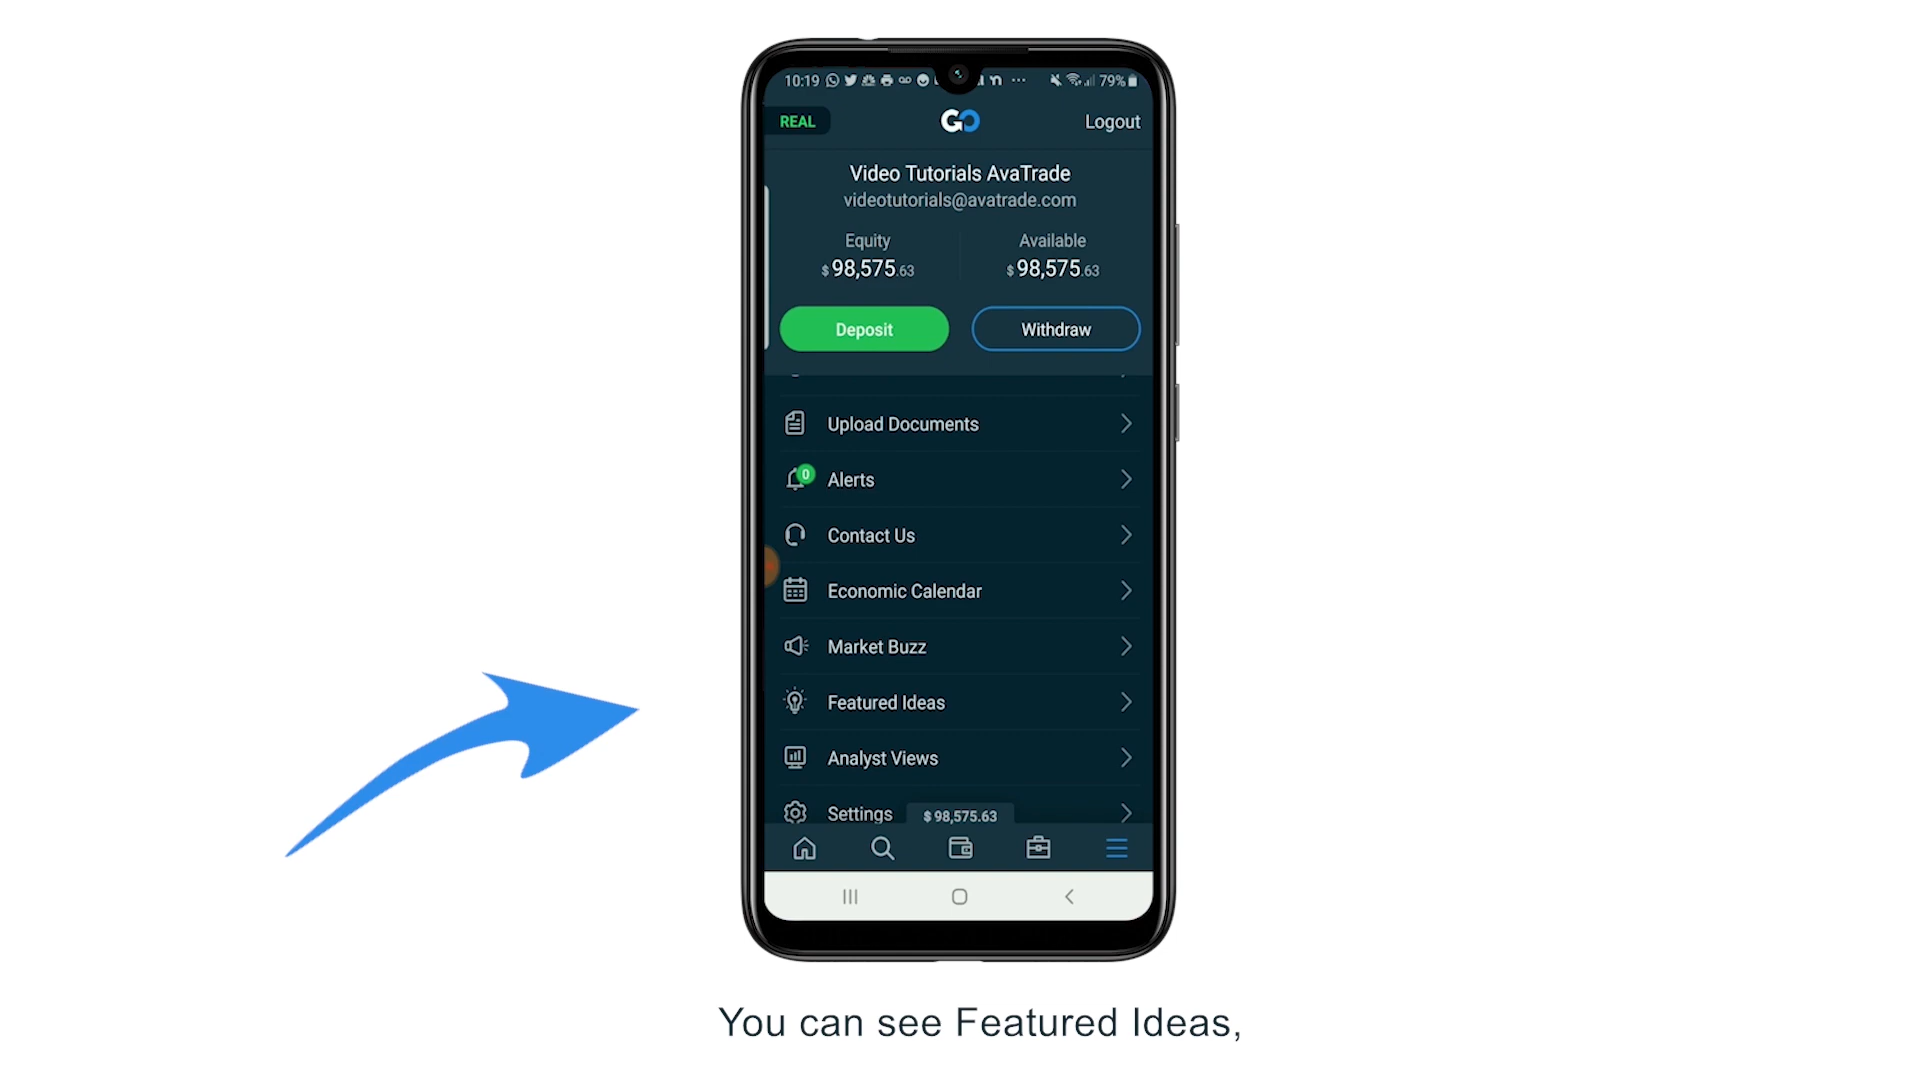 10:19 79%
REAL GO Logout
Video Tutorials AvaTrade
videotutorials@avatrade.com
Equity Available
$ 98,575.63 $ 98,575.63
Deposit Withdraw
Upload Documents
0 Alerts
Contact Us
Economic Calendar
Market Buzz
Featured Ideas
Analyst Views
Settings $ 98,575.63
You can see Featured Ideas,